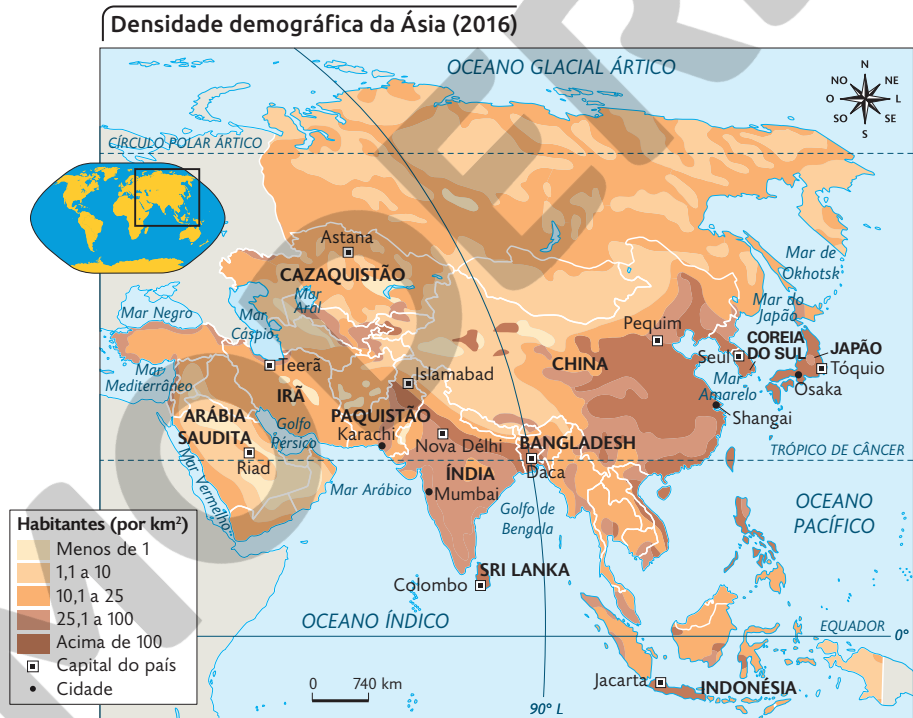 Densidade demográfica da Ásia (2016)
OCEANO GLACIAL ÁRTICO
N
NO
NE
O
L
SO
SE
S
CÍRCULO POLAR ÁRTICO
Astana
CAZAQUISTÃO
Mar de
Okhotsk
Mar Negro
Mar
Cáspio
Mar
Aral
Mar do
Japão
Pequim
Seul
COREIA
DO SUL
JAPÃO
Tóquio
Mar
Mediterrâneo
Teerã
Islamabad
CHINA
Mar
Amarelo
Osaka
IRÃ
Shangai
ARÁBIA
SAUDITA
Golfo
Pérsico
PAQUISTÃO
Karachi
Nova Délhi
BANGLADESH
Riad
Daca
TRÓPICO DE CÂNCER
Mar Vermelho
Mar Arábico
ÍNDIA
Mumbai
Golfo de
Bengala
OCEANO
PACÍFICO
SRI LANKA
Colombo
OCEANO ÍNDICO
EQUADOR
0°
Jacarta
INDONÉSIA
90° L
Habitantes (por km²)
Menos de 1
1,1 a 10
10,1 a 25
25,1 a 100
Acima de 100
Capital do país
Cidade
0 740 km